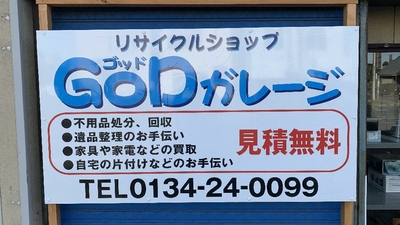 リサイクルショップ
ゴッド
GODガレージ
●不用品処分、回収
●遺品整理のお手伝い
●家具や家電などの買取
●自宅の片付けなどのお手伝い
見積無料
TEL0134-24-0099